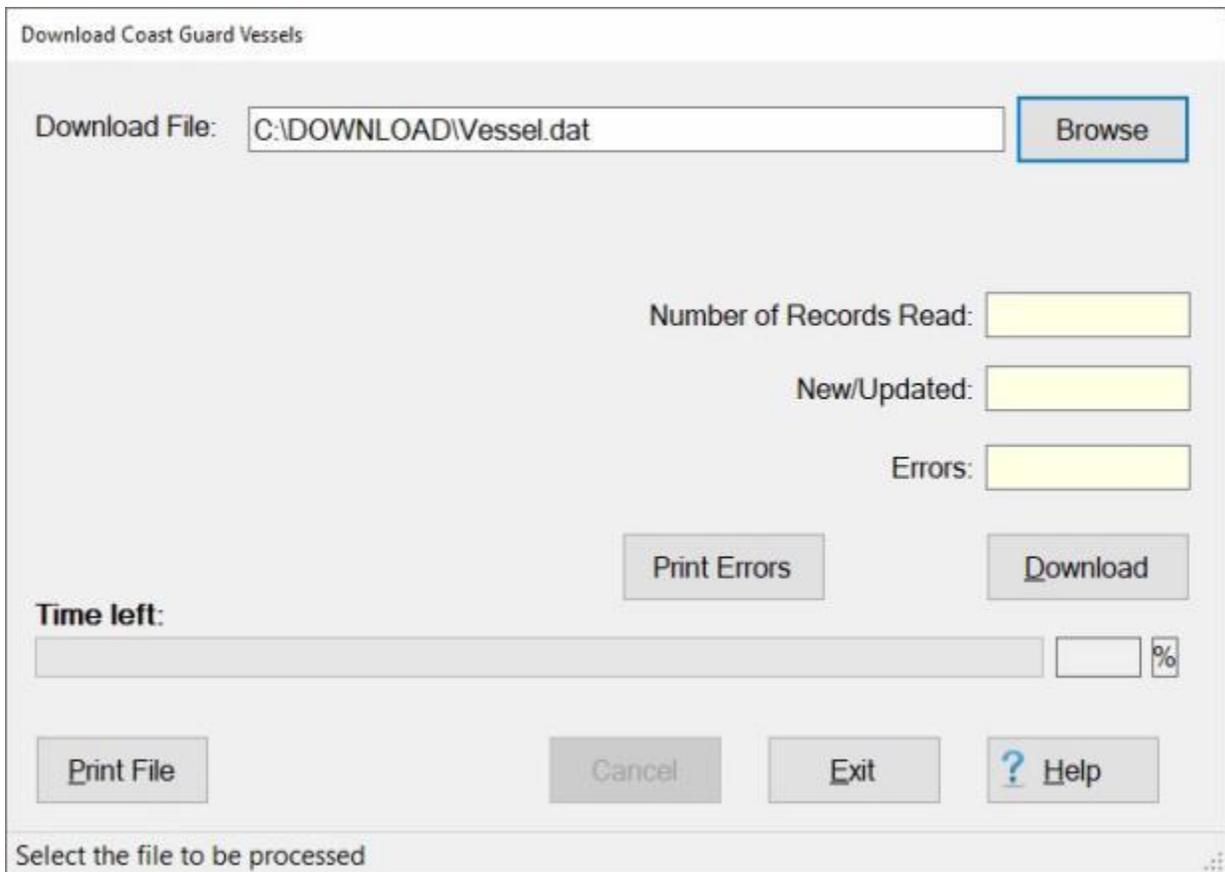 Download Coast Guard Vessels
Download File: C:\DOWNLOAD\Vessel.dat Browse
Number of Records Read:
New/Updated:
Errors:
Print Errors Download
Time left:
%
Print File Cancel Exit ? Help
Select the file to be processed